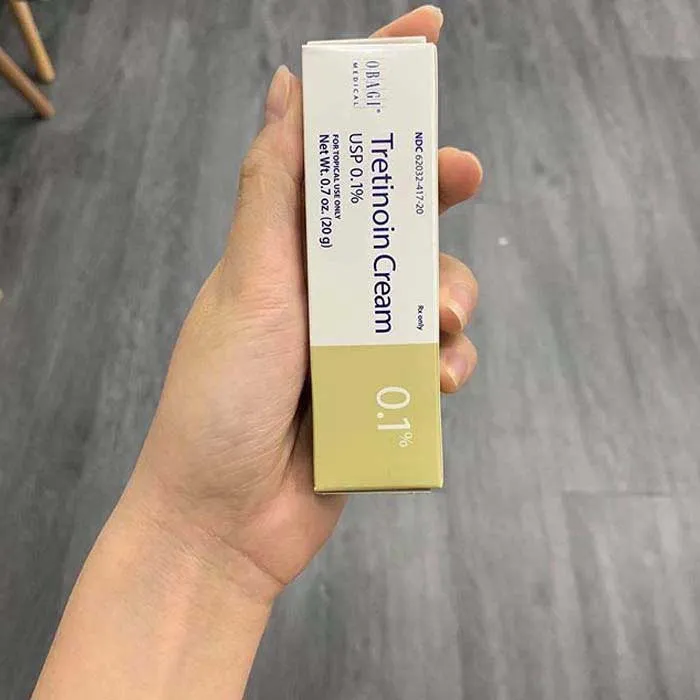 OBAGI®
MEDICAL
NDC 62032-417-20
Rx only
Tretinoin Cream
USP 0.1%
FOR TOPICAL USE ONLY
Net Wt. 0.7 oz. (20 g)
0.1%